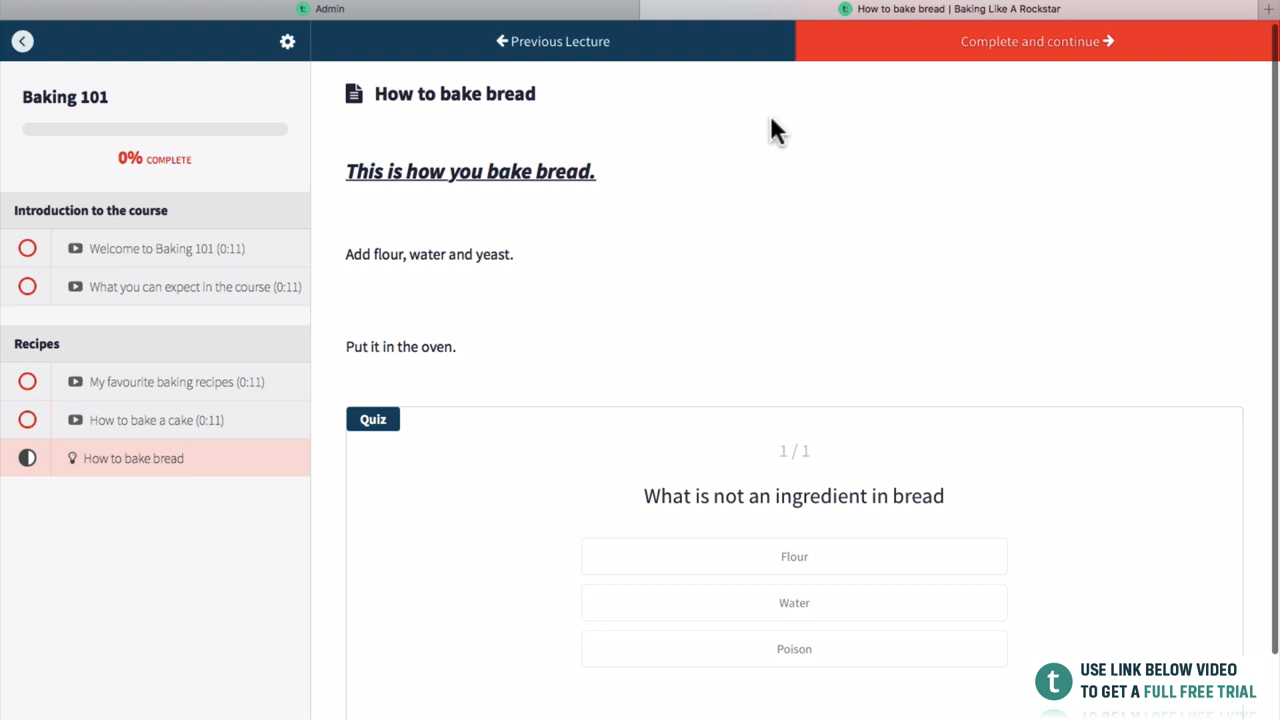 Admin
How to bake bread | Baking Like A Rockstar
Previous Lecture
Complete and continue
Baking 101
0% COMPLETE
Introduction to the course
Welcome to Baking 101 (0:11)
What you can expect in the course (0:11)
Recipes
My favourite baking recipes (0:11)
How to bake a cake (0:11)
How to bake bread
How to bake bread
This is how you bake bread.
Add flour, water and yeast.
Put it in the oven.
Quiz
1 / 1
What is not an ingredient in bread
Flour
Water
Poison
t
USE LINK BELOW VIDEO
TO GET A FULL FREE TRIAL